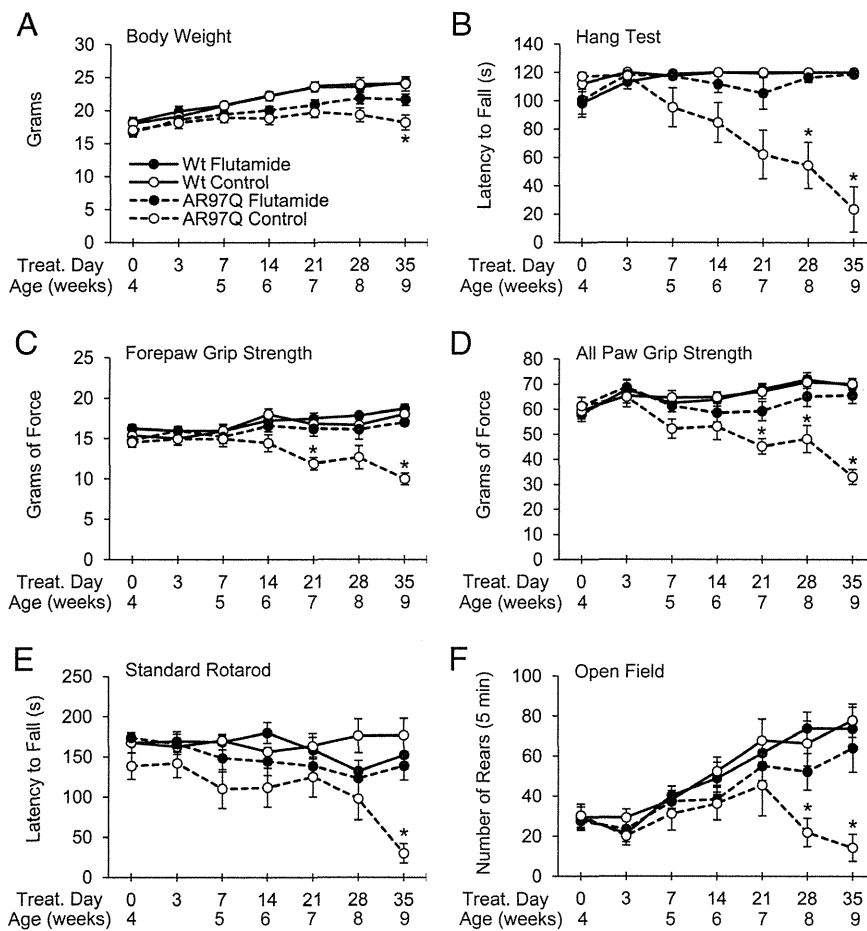 A Body Weight
Grams
30
25
20
15
10
5
0
Wt Flutamide
Wt Control
AR97Q Flutamide
AR97Q Control
*
Treat. Day 0 3 7 14 21 28 35
Age (weeks) 4 5 6 7 8 9
B Hang Test
Latency to Fall (s)
140
120
100
80
60
40
20
0
* *
Treat. Day 0 3 7 14 21 28 35
Age (weeks) 4 5 6 7 8 9
C Forepaw Grip Strength
Grams of Force
25
20
15
10
5
0
* *
Treat. Day 0 3 7 14 21 28 35
Age (weeks) 4 5 6 7 8 9
D All Paw Grip Strength
Grams of Force
80
70
60
50
40
30
20
10
0
* * *
Treat. Day 0 3 7 14 21 28 35
Age (weeks) 4 5 6 7 8 9
E Standard Rotarod
Latency to Fall (s)
250
200
150
100
50
0
*
Treat. Day 0 3 7 14 21 28 35
Age (weeks) 4 5 6 7 8 9
F Open Field
Number of Rears (5 min)
100
80
60
40
20
0
* *
Treat. Day 0 3 7 14 21 28 35
Age (weeks) 4 5 6 7 8 9